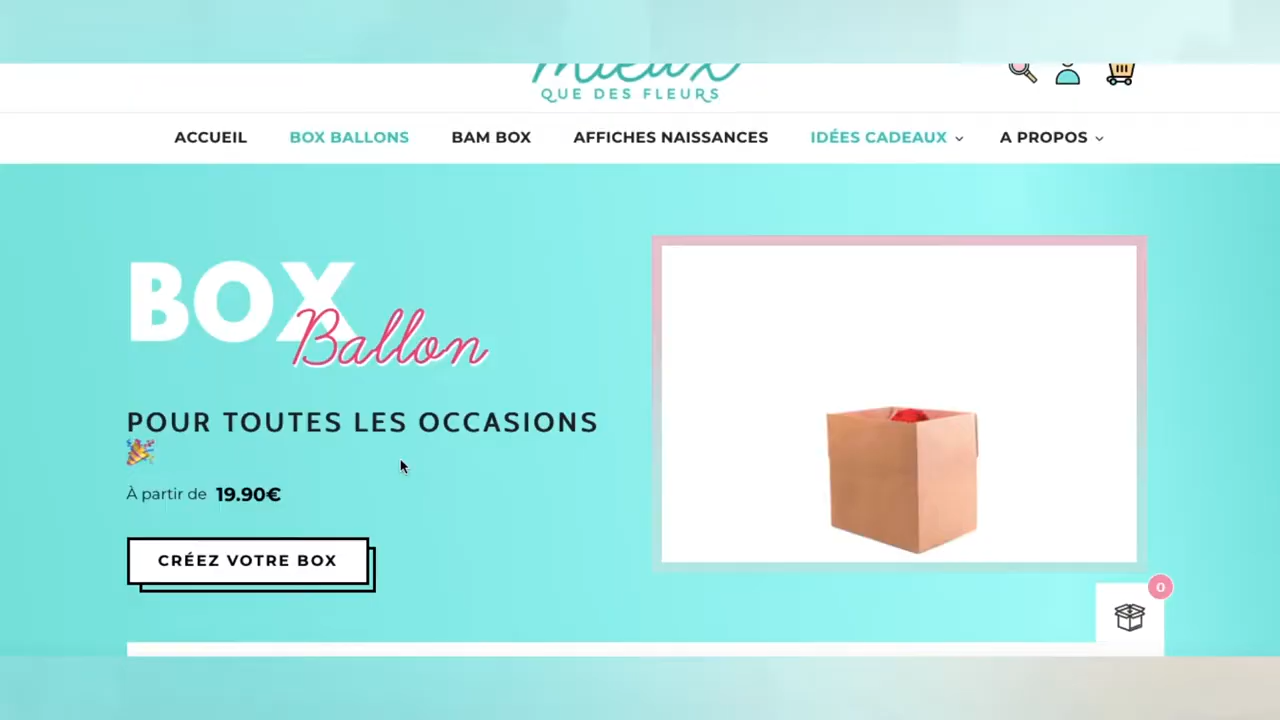 mieux
QUE DES FLEURS
ACCUEIL BOX BALLONS BAM BOX AFFICHES NAISSANCES IDÉES CADEAUX A PROPOS
BOX
Ballon
POUR TOUTES LES OCCASIONS
🎉
À partir de 19.90€
CRÉEZ VOTRE BOX
0